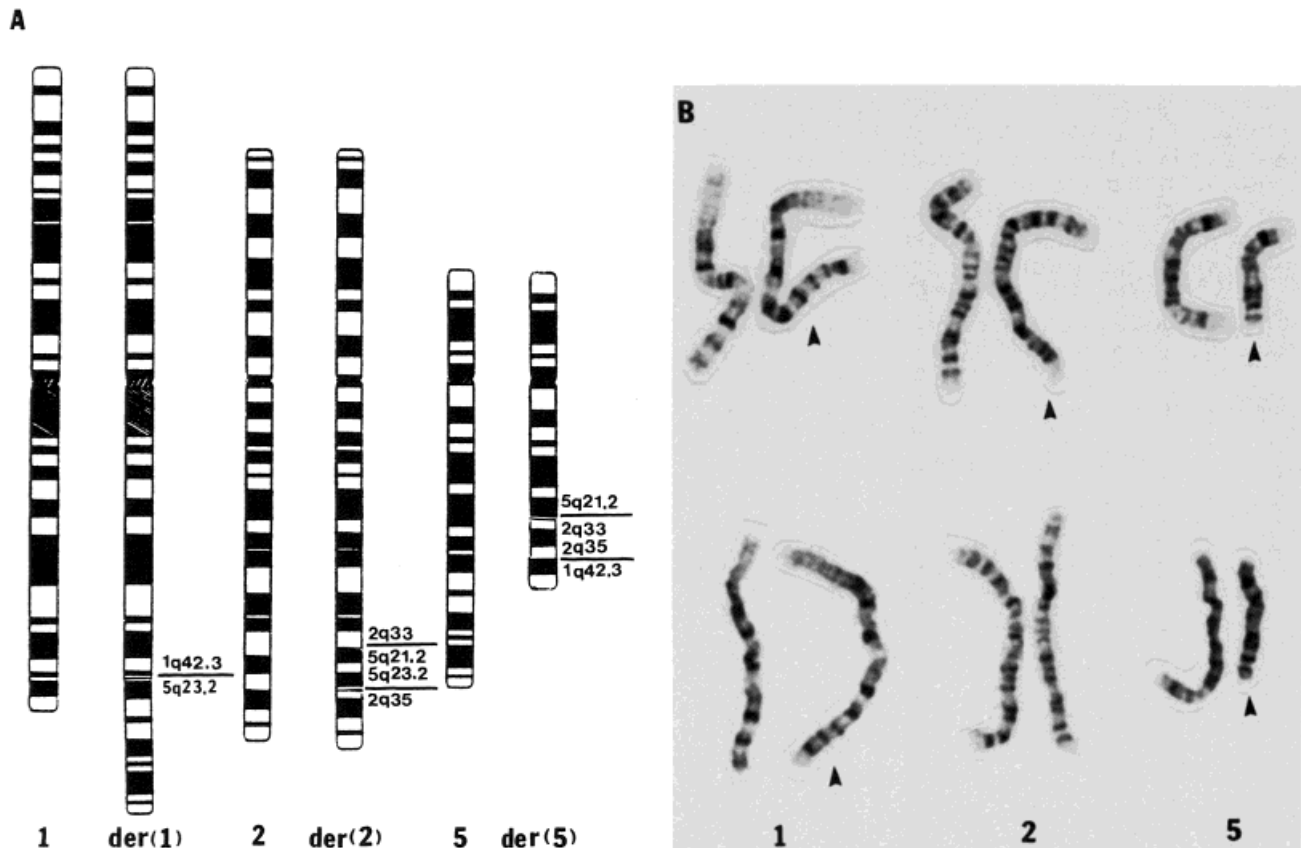 A
1q42.3
5q23,2
2q33
5q21.2
5q23.2
2q35
5q21,2
2q33
2q35
1q42,3
1 der(1) 2 der(2) 5 der(5)
B
1 2 5